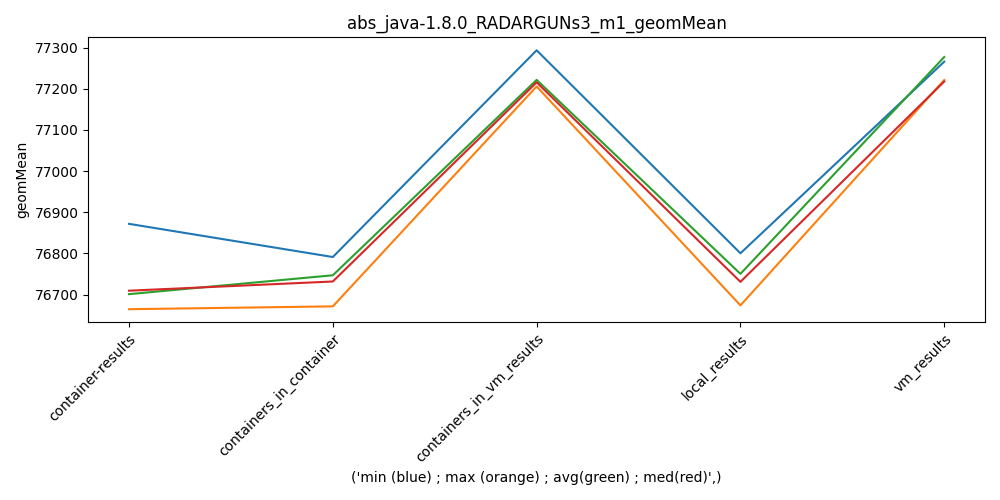 abs_java-1.8.0_RADARGUNs3_m1_geomMean
geomMean
77300
77200
77100
77000
76900
76800
76700
container-results
containers_in_container
containers_in_vm_results
local_results
vm_results
('min (blue) ; max (orange) ; avg(green) ; med(red)',)